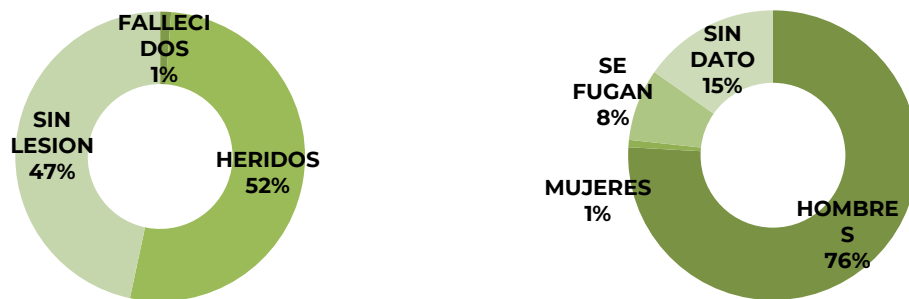 FALLECI
DOS
1%
SIN
LESION
47%
HERIDOS
52%
SIN
DATO
15%
SE
FUGAN
8%
MUJERES
1%
HOMBRE
S
76%